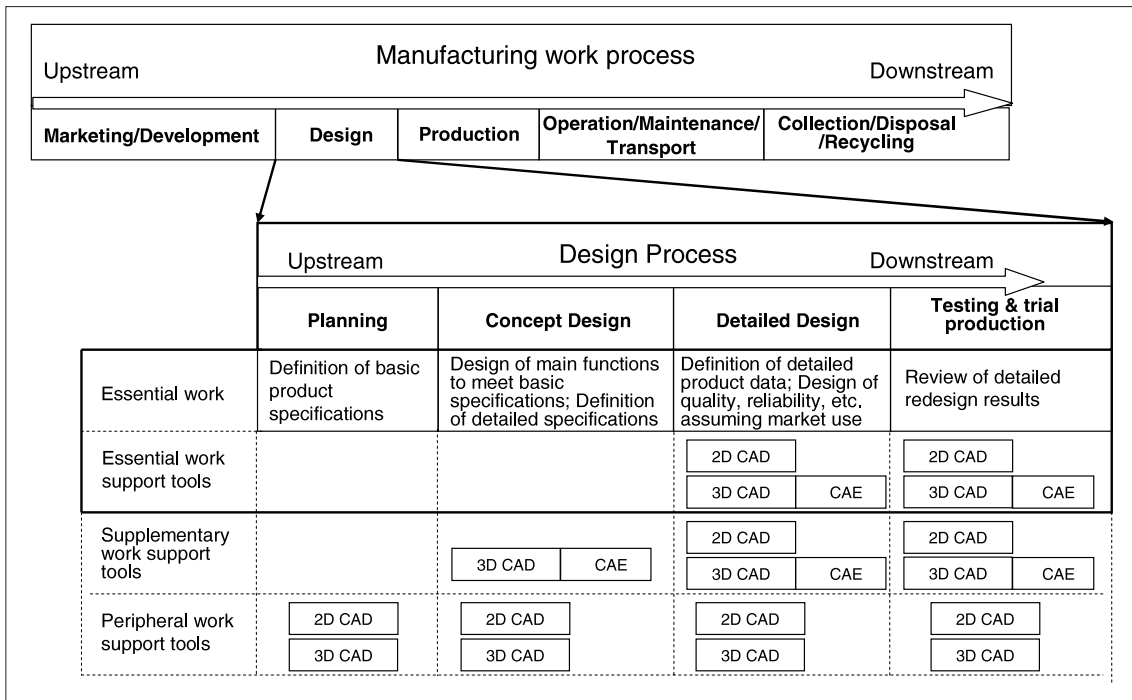 Manufacturing work process
Upstream
Downstream
Marketing/Development
Design
Production
Operation/Maintenance/
Transport
Collection/Disposal
/Recycling
Design Process
Upstream
Downstream
Planning
Concept Design
Detailed Design
Testing & trial
production
Essential work
Definition of basic
product
specifications
Design of main functions
to meet basic
specifications; Definition
of detailed specifications
Definition of detailed
product data; Design of
quality, reliability, etc.
assuming market use
Review of detailed
redesign results
Essential work
support tools
2D CAD
3D CAD
CAE
2D CAD
3D CAD
CAE
Supplementary
work support
tools
3D CAD
CAE
2D CAD
3D CAD
CAE
2D CAD
3D CAD
CAE
Peripheral work
support tools
2D CAD
3D CAD
2D CAD
3D CAD
2D CAD
3D CAD
2D CAD
3D CAD